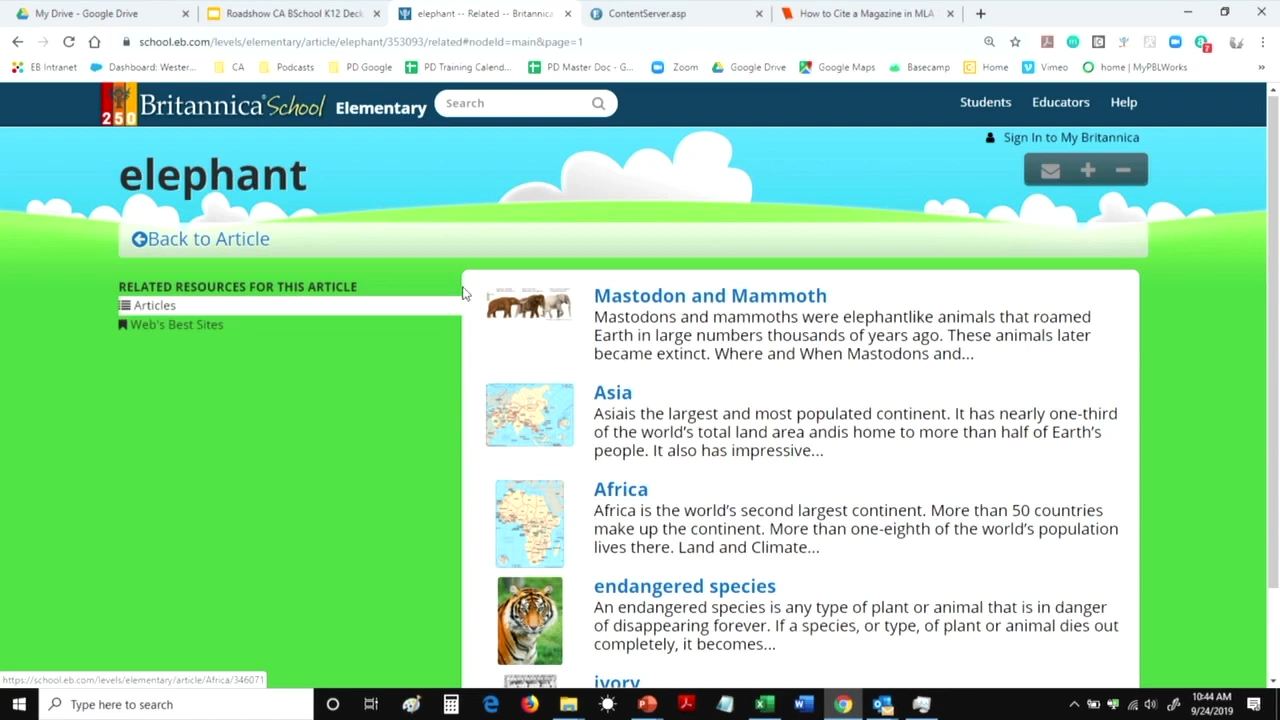 My Drive - Google Drive
Roadshow CA BSchool K12 Deck
elephant -- Related -- Britannica
ContentServer.asp
How to Cite a Magazine in MLA
school.eb.com/levels/elementary/article/elephant/353093/related#nodeId=main&page=1
EB Intranet
Dashboard: Wester...
CA
Podcasts
PD Google
PD Training Calend...
PD Master Doc - G...
Zoom
Google Drive
Google Maps
Basecamp
Home
Vimeo
home | MyPBLWorks
250
Britannica School Elementary
Search
Students
Educators
Help
Sign In to My Britannica
elephant
Back to Article
RELATED RESOURCES FOR THIS ARTICLE
Articles
Web's Best Sites
Mastodon and Mammoth
Mastodons and mammoths were elephantlike animals that roamed
Earth in large numbers thousands of years ago. These animals later
became extinct. Where and When Mastodons and...
Asia
Asiais the largest and most populated continent. It has nearly one-third
of the world's total land area andis home to more than half of Earth's
people. It also has impressive...
Africa
Africa is the world's second largest continent. More than 50 countries
make up the continent. More than one-eighth of the world's population
lives there. Land and Climate...
endangered species
An endangered species is any type of plant or animal that is in danger
of disappearing forever. If a species, or type, of plant or animal dies out
completely, it becomes...
ivory
https://school.eb.com/levels/elementary/article/Africa/346071
Type here to search
10:44 AM
9/24/2019